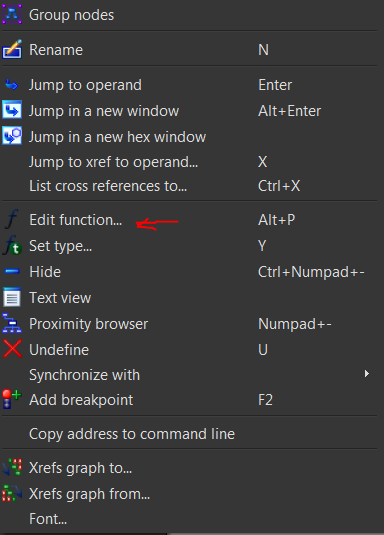 Group nodes
Rename N
Jump to operand Enter
Jump in a new window Alt+Enter
Jump in a new hex window
Jump to xref to operand... X
List cross references to... Ctrl+X
Edit function... Alt+P
Set type... Y
Hide Ctrl+Numpad+-
Text view
Proximity browser Numpad+-
Undefine U
Synchronize with
Add breakpoint F2
Copy address to command line
Xrefs graph to...
Xrefs graph from...
Font...